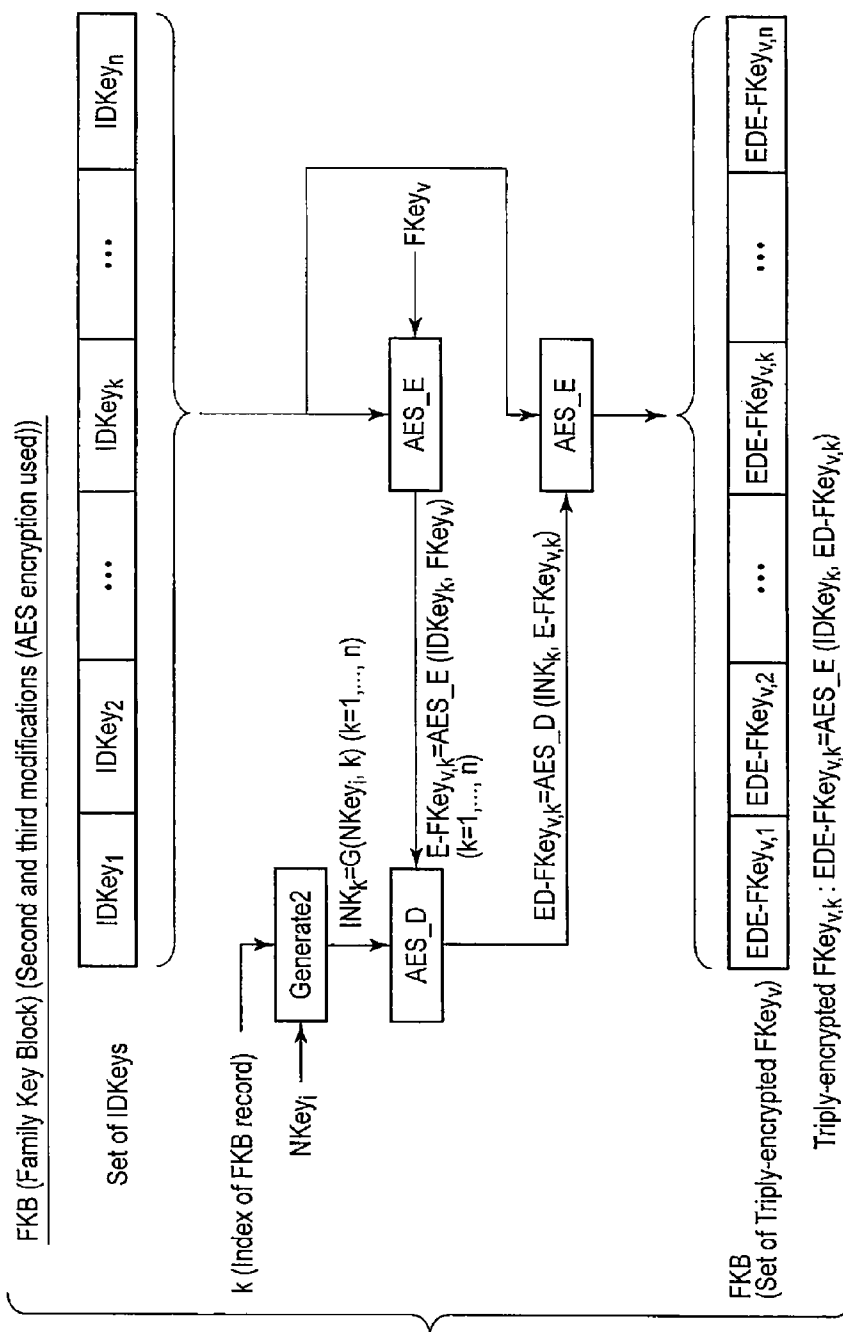 FKB (Family Key Block) (Second and third modifications (AES encryption used))
Set of IDKeys
IDKey₁
IDKey₂
•••
IDKeyₖ
•••
IDKeyₙ
k (Index of FKB record)
NKeyᵢ
Generate2
INKₖ=G(NKeyᵢ, k) (k=1,..., n)
AES_E
FKeyᵥ
E-FKeyᵥ,ₖ=AES_E (IDKeyₖ, FKeyᵥ)
(k=1,..., n)
AES_D
ED-FKeyᵥ,ₖ=AES_D (INKₖ, E-FKeyᵥ,ₖ)
AES_E
FKB
(Set of Triply-encrypted FKeyᵥ)
EDE-FKeyᵥ,₁
EDE-FKeyᵥ,₂
•••
EDE-FKeyᵥ,ₖ
•••
EDE-FKeyᵥ,ₙ
Triply-encrypted FKeyᵥ,ₖ : EDE-FKeyᵥ,ₖ=AES_E (IDKeyₖ, ED-FKeyᵥ,ₖ)